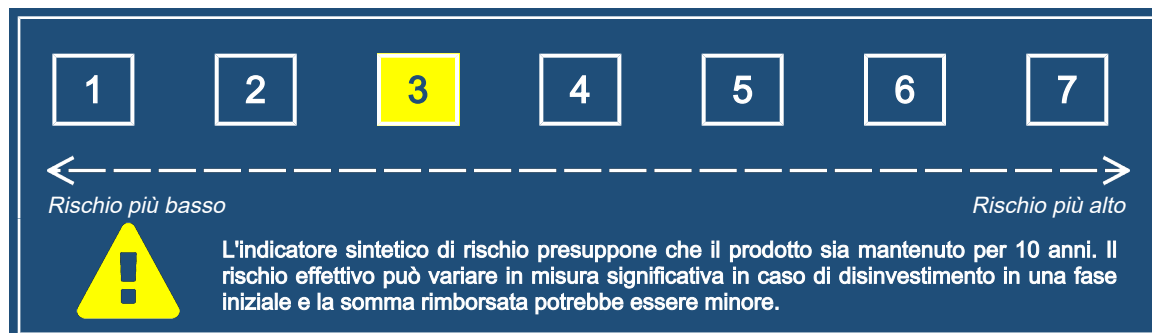 1 2 3 4 5 6 7
Rischio più basso Rischio più alto
L'indicatore sintetico di rischio presuppone che il prodotto sia mantenuto per 10 anni. Il
rischio effettivo può variare in misura significativa in caso di disinvestimento in una fase
iniziale e la somma rimborsata potrebbe essere minore.